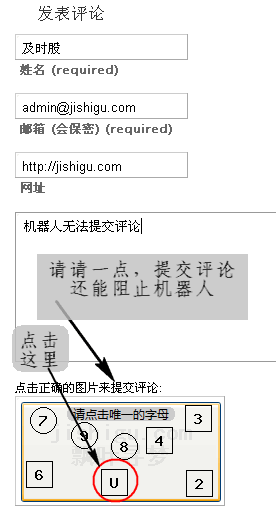 发表评论
及时股
姓名 (required)
admin@jishigu.com
邮箱 (会保密) (required)
http://jishigu.com
网址
机器人无法提交评论
请请一点，提交评论
还能阻止机器人
点击
这里
点击正确的图片来提交评论:
请点击唯一的字母
7
9
8
4
3
6
U
2